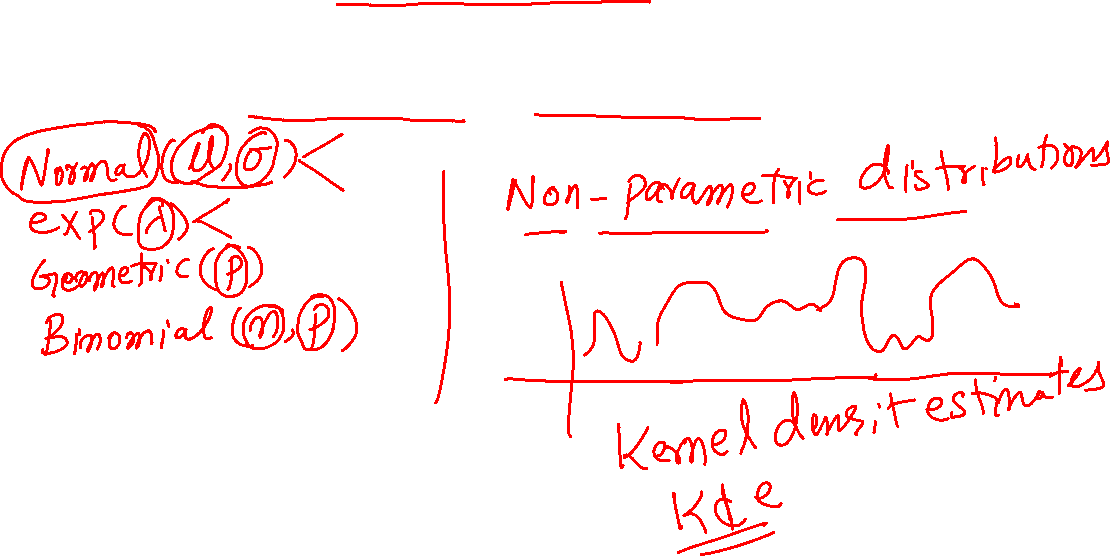 Normal (μ, σ) <
exp(λ) <
Geometric (p)
Binomial (n, p)
Non-parametric distributions
Kernel densit estimates
Kde